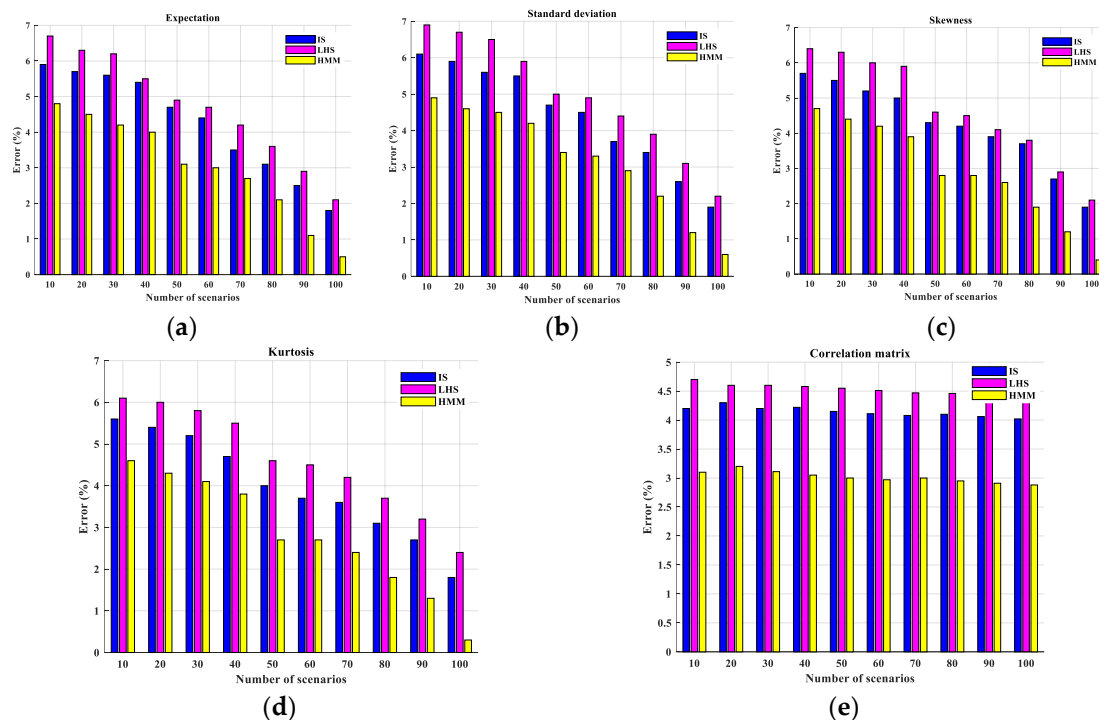 Expectation
Error (%)
7
6
5
4
3
2
1
0
IS
LHS
HMM
10 20 30 40 50 60 70 80 90 100
Number of scenarios
(a)
Standard deviation
Error (%)
7
6
5
4
3
2
1
0
IS
LHS
HMM
10 20 30 40 50 60 70 80 90 100
Number of scenarios
(b)
Skewness
Error (%)
7
6
5
4
3
2
1
0
IS
LHS
HMM
10 20 30 40 50 60 70 80 90 100
Number of scenarios
(c)
Kurtosis
Error (%)
7
6
5
4
3
2
1
0
IS
LHS
HMM
10 20 30 40 50 60 70 80 90 100
Number of scenarios
(d)
Correlation matrix
Error (%)
5
4.5
4
3.5
3
2.5
2
1.5
1
0.5
0
IS
LHS
HMM
10 20 30 40 50 60 70 80 90 100
Number of scenarios
(e)